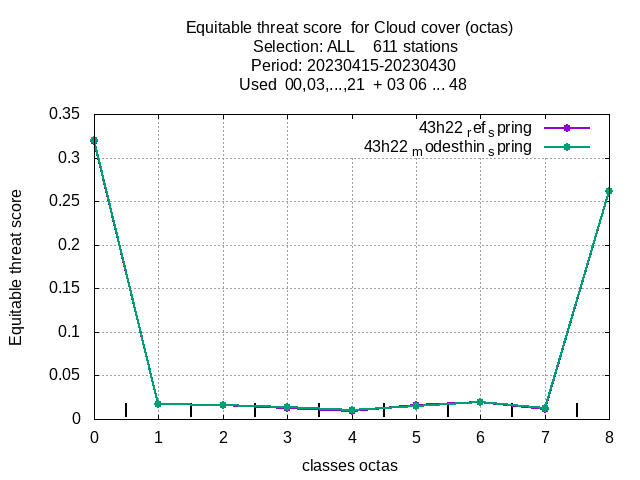 Equitable threat score  for Cloud cover (octas)
Selection: ALL    611 stations
Period: 20230415-20230430
Used  00,03,...,21  + 03 06 ... 48
43h22 ref spring
43h22 modesthin spring
0.35
0.3
0.25
0.2
0.15
0.1
0.05
0
Equitable threat score
0 1 2 3 4 5 6 7 8
classes octas